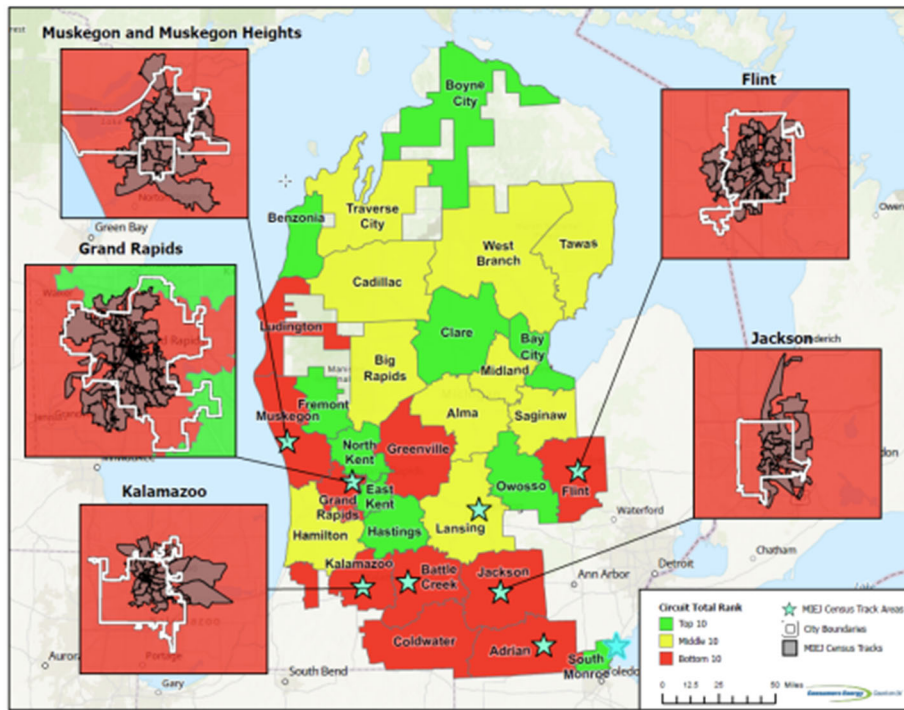 Muskegon and Muskegon Heights
Flint
Boyne
City
Green Bay
Benzonia
Traverse
City
West
Branch
Tawas
Cadillac
Grand Rapids
Ludington
Clare
Bay
City
Big
Rapids
Midland
Jackson
Fremont
Muskegon
Alma
Saginaw
North
Kent
Greenville
Grand
Rapids
East
Kent
Owosso
Flint
Kalamazoo
Hamilton
Hastings
Lansing
Waterford
Kalamazoo
Battle
Creek
Jackson
Ann Arbor
Detroit
Chatham
Coldwater
Adrian
South
Monroe
Portage
Gary
South Bend
Circuit Total Rank
Top 10
Middle 10
Bottom 10
MIEJ Census Track Areas
City Boundaries
MIEJ Census Tracks
0 12.5 25 50 Miles
Consumers Energy